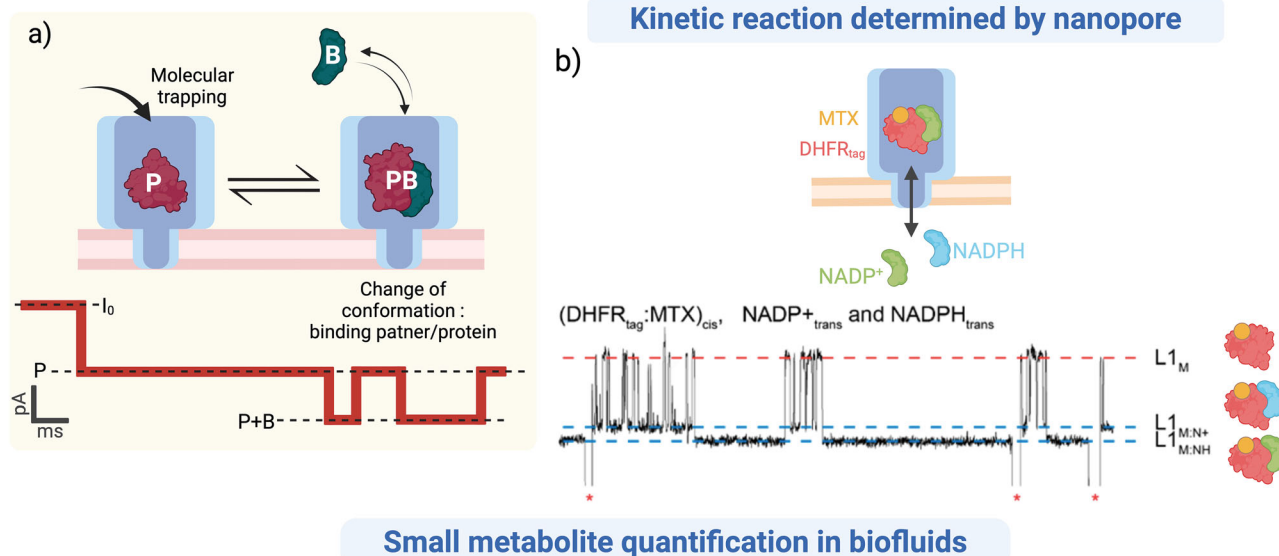 Kinetic reaction determined by nanopore
a)
B
Molecular
trapping
P
PB
Change of
conformation :
binding patner/protein
I0
P
pA
ms
P+B
b)
MTX
DHFRtag
NADPH
NADP+
(DHFRtag:MTX)cis, NADP+trans and NADPHtrans
L1M
L1M:N+
L1M:NH
* * *
Small metabolite quantification in biofluids